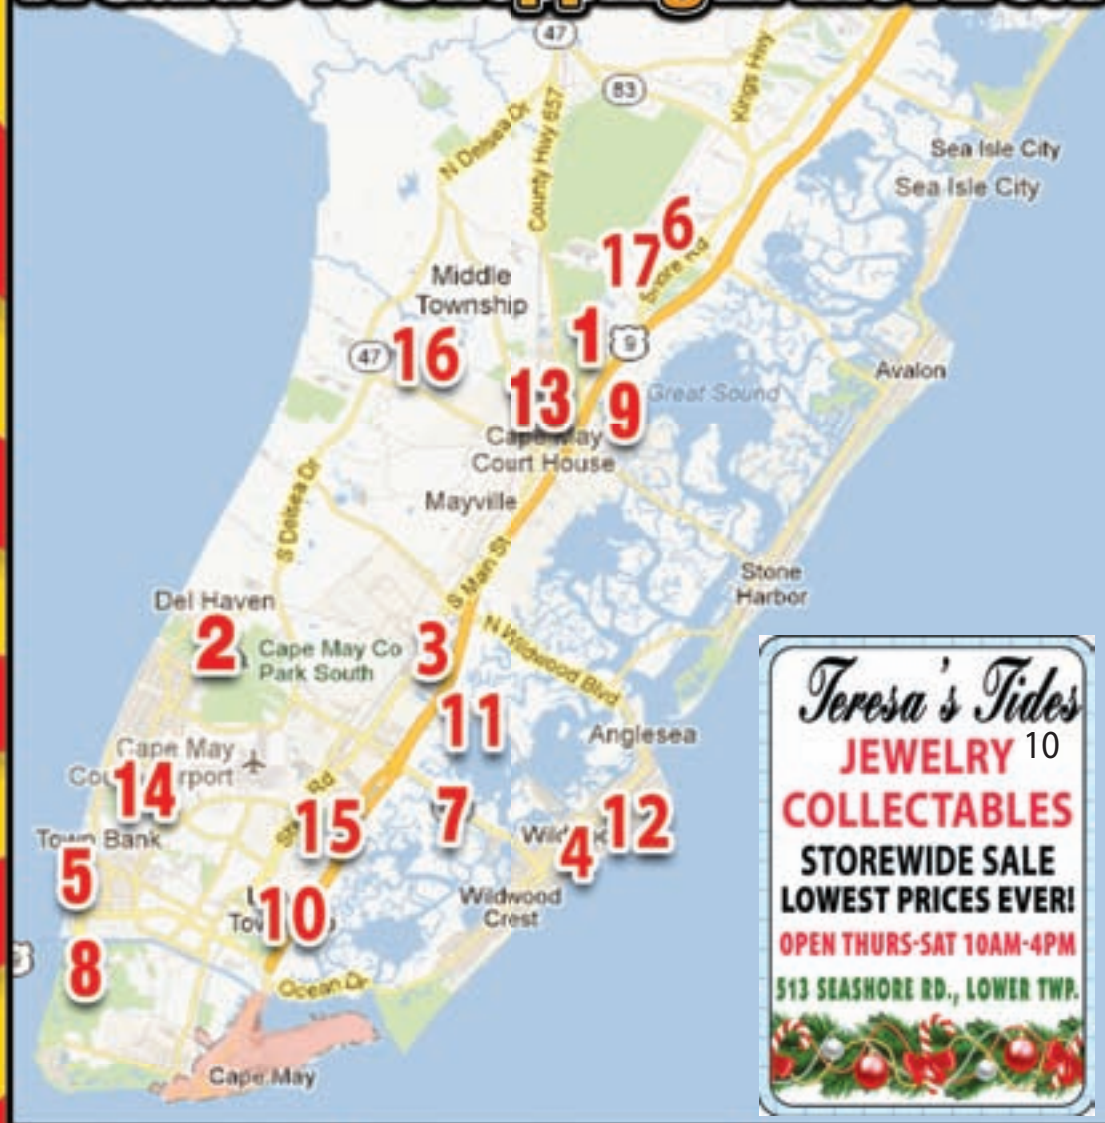 47
83
Kings Hwy
N Delsea Dr
County Hwy 657
Sea Isle City
Sea Isle City
6
17
Shore Rd
Middle
Township
1
9
47
16
Avalon
13
9
Great Sound
Cape May
Court House
Mayville
S Delsea Dr
S Main St
Stone
Harbor
Del Haven
2
Cape May Co
Park South
3
N Wildwood Blvd
11
Anglesea
Cape May
14
Town Bank
5
15
Rd
7
4
12
10
Wildwood
Crest
8
Ocean Dr
Cape May
Teresa's Tides
JEWELRY 10
COLLECTABLES
STOREWIDE SALE
LOWEST PRICES EVER!
OPEN THURS-SAT 10AM-4PM
513 SEASHORE RD., LOWER TWP.